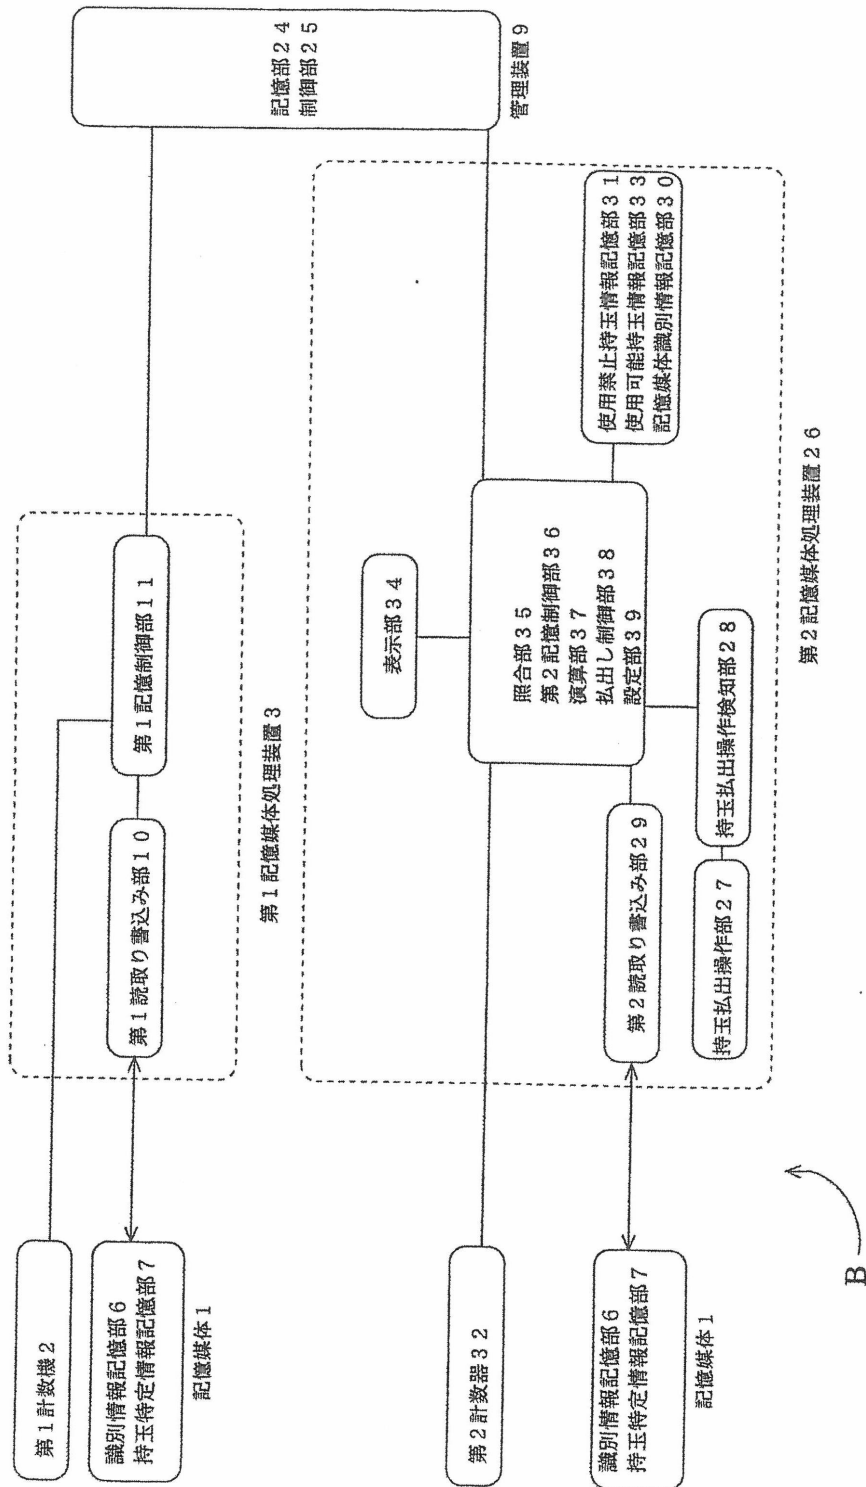 第1計数機2
識別情報記憶部6
持玉特定情報記憶部7
記憶媒体1
第1読取り書込み部10
第1記憶制御部11
第1記憶媒体処理装置3
記憶部24
制御部25
管理装置9
第2計数器32
識別情報記憶部6
持玉特定情報記憶部7
記憶媒体1
表示部34
照合部35
第2記憶制御部36
演算部37
払出し制御部38
設定部39
第2読取り書込み部29
持玉払出操作部27
持玉払出操作検知部28
使用禁止持玉情報記憶部31
使用可能持玉情報記憶部33
記憶媒体識別情報記憶部30
第2記憶媒体処理装置26
B